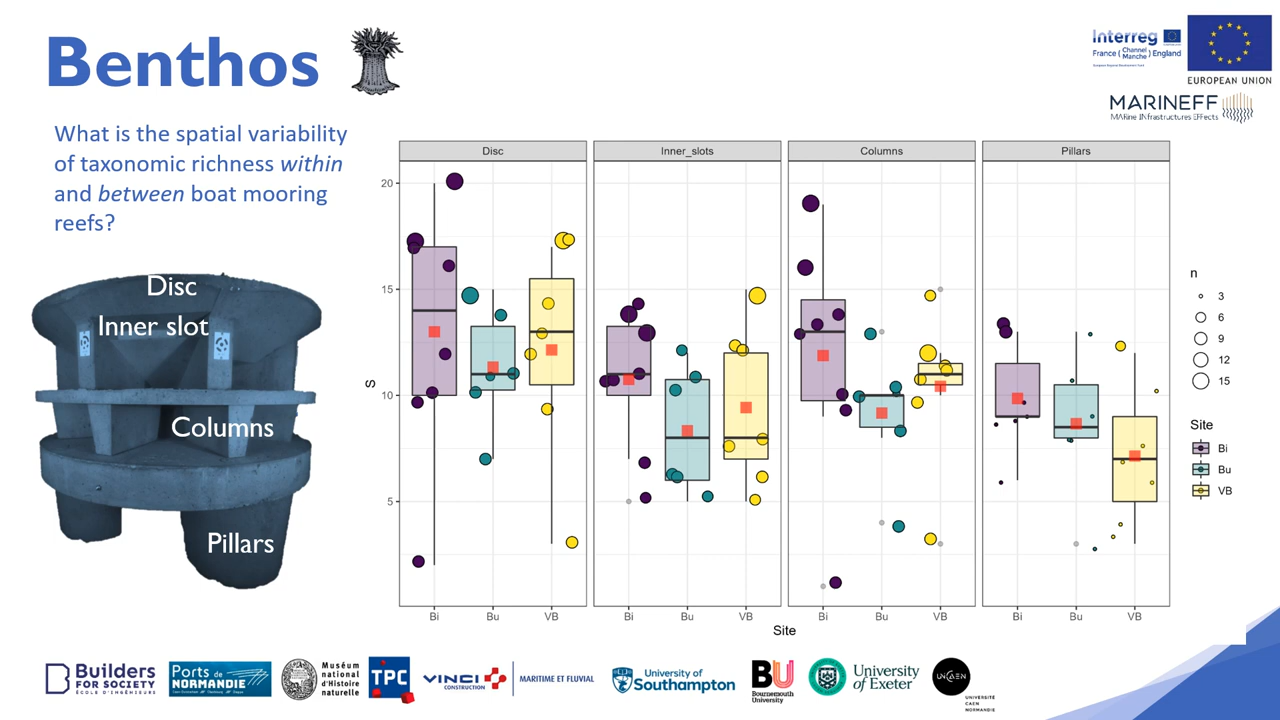 Benthos
What is the spatial variability
of taxonomic richness within
and between boat mooring
reefs?
Interreg
France ( Channel Manche ) England
European Regional Development Fund
EUROPEAN UNION
MARINEFF
MARine INfrastructures EFFects
Disc
Inner slot
Columns
Pillars
Disc
Inner_slots
Columns
Pillars
S
20
15
10
5
Bi
Bu
VB
Bi
Bu
VB
Bi
Bu
VB
Bi
Bu
VB
Site
n
3
6
9
12
15
Site
Bi
Bu
VB
Builders
FOR SOCIETY
ÉCOLE D'INGÉNIEURS
Ports
de
NORMANDIE
Muséum
national
d'Histoire
naturelle
TPC
VINCI
CONSTRUCTION
MARITIME ET FLUVIAL
University of
Southampton
BU
Bournemouth
University
University
of Exeter
UNICAEN
UNIVERSITÉ
CAEN
NORMANDIE